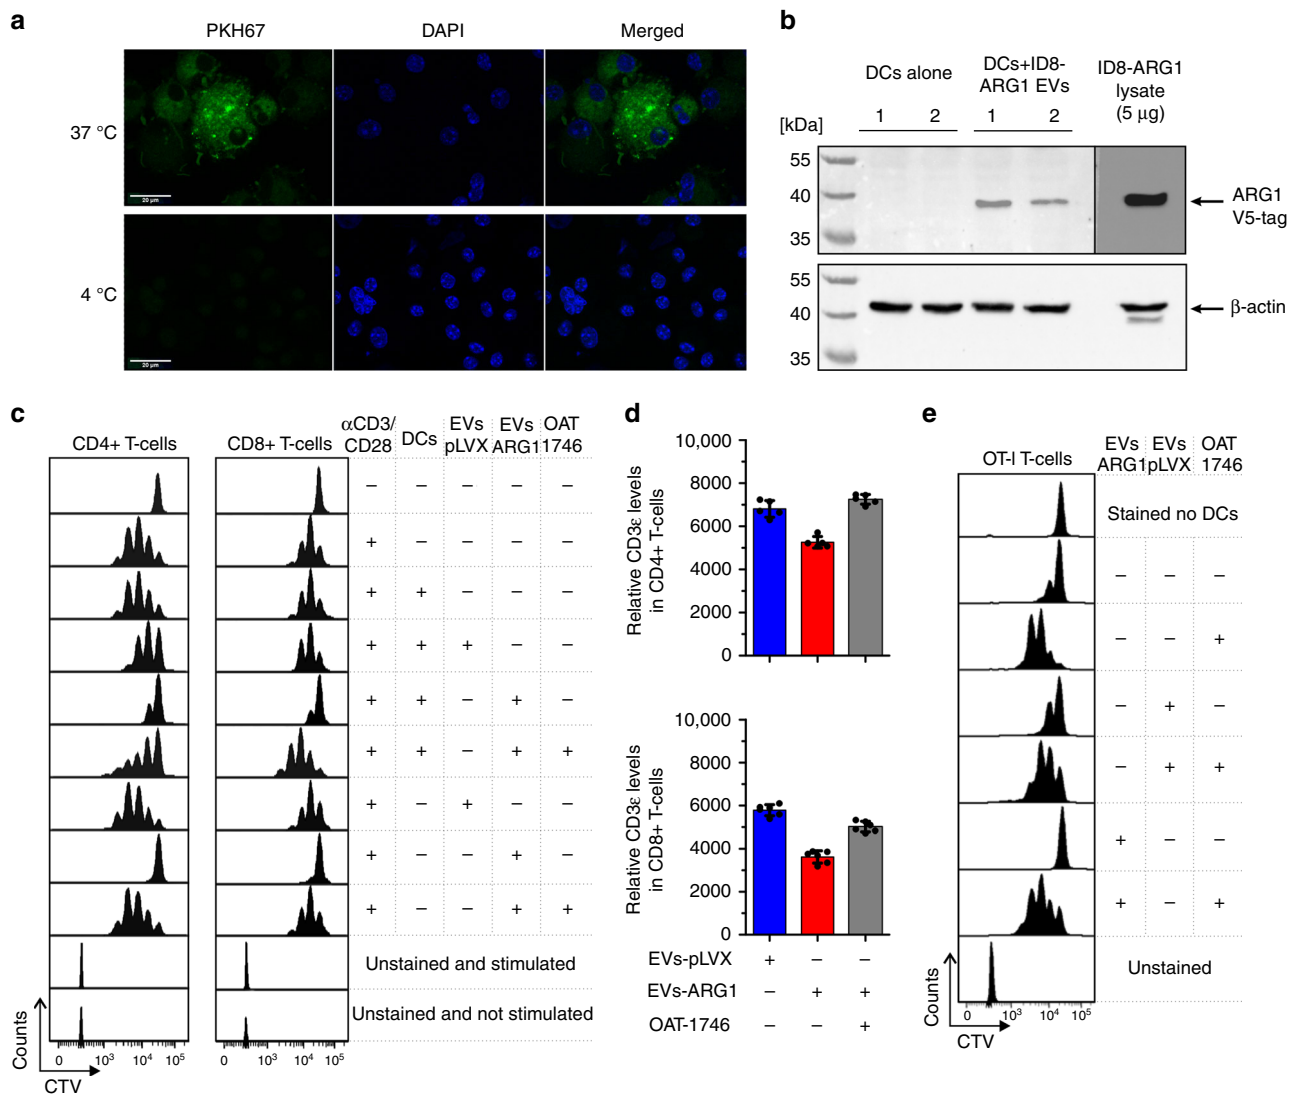 a
PKH67 DAPI Merged
37 °C
20 µm
4 °C
20 µm
b
DCs alone DCs+ID8-ARG1 EVs ID8-ARG1 lysate (5 µg)
[kDa] 1 2 1 2
55
40
35
ARG1 V5-tag
55
40
35
β-actin
c
CD4+ T-cells CD8+ T-cells αCD3/CD28 DCs EVs pLVX EVs ARG1 OAT 1746
– – – – –
+ – – – –
+ + – – –
+ + + – –
+ + – + –
+ + – + +
+ – + – –
+ – – + –
+ – – + +
Unstained and stimulated
Unstained and not stimulated
Counts
0 10³ 10⁴ 10⁵ 0 10³ 10⁴ 10⁵
CTV
d
Relative CD3ε levels in CD4+ T-cells
10,000
8000
6000
4000
2000
0
Relative CD3ε levels in CD8+ T-cells
10,000
8000
6000
4000
2000
0
EVs-pLVX + – –
EVs-ARG1 – + +
OAT-1746 – – +
e
OT-I T-cells EVs ARG1 EVs pLVX OAT 1746
Stained no DCs
– – –
– – +
– + –
– + +
+ – –
+ – +
Unstained
Counts
0 10³ 10⁴ 10⁵
CTV